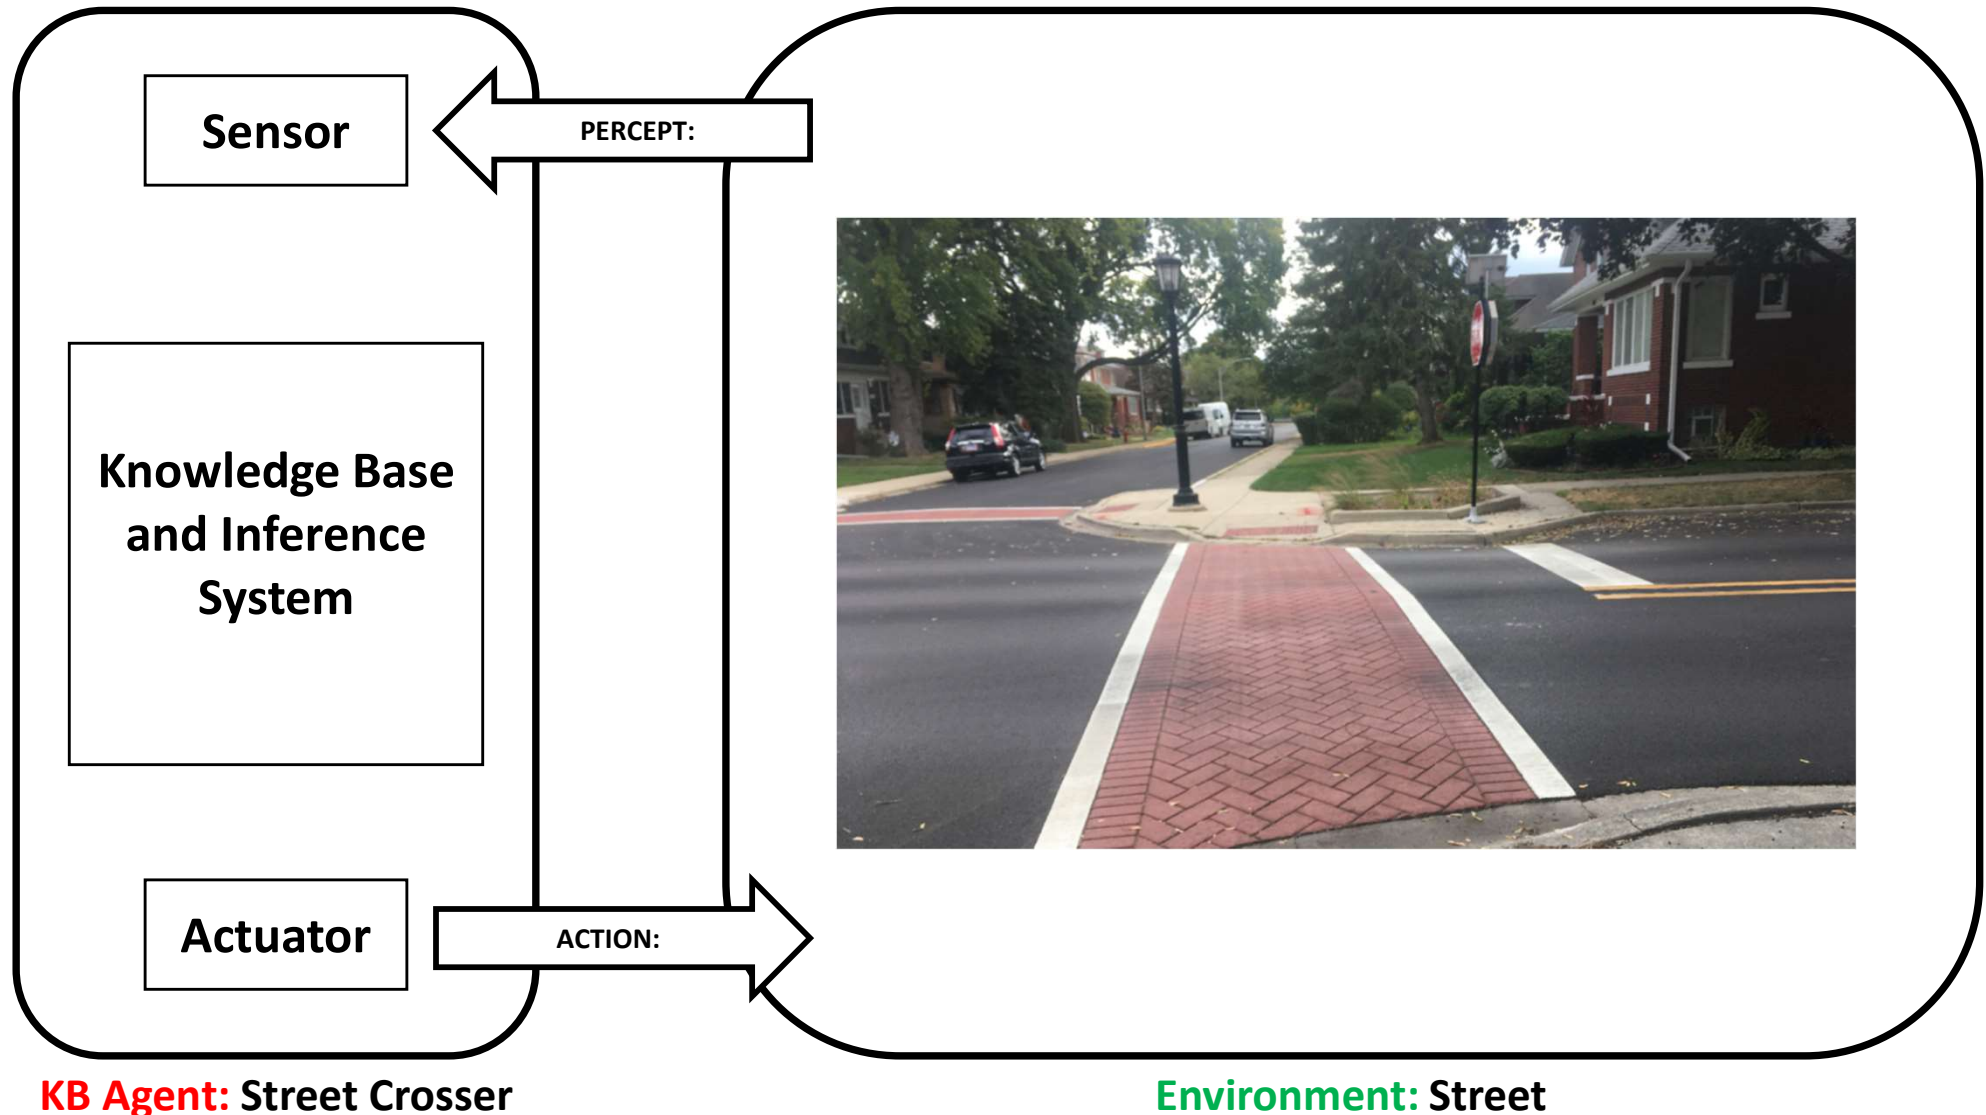 Sensor
PERCEPT:
Knowledge Base
and Inference
System
Actuator
ACTION:
KB Agent: Street Crosser
Environment: Street